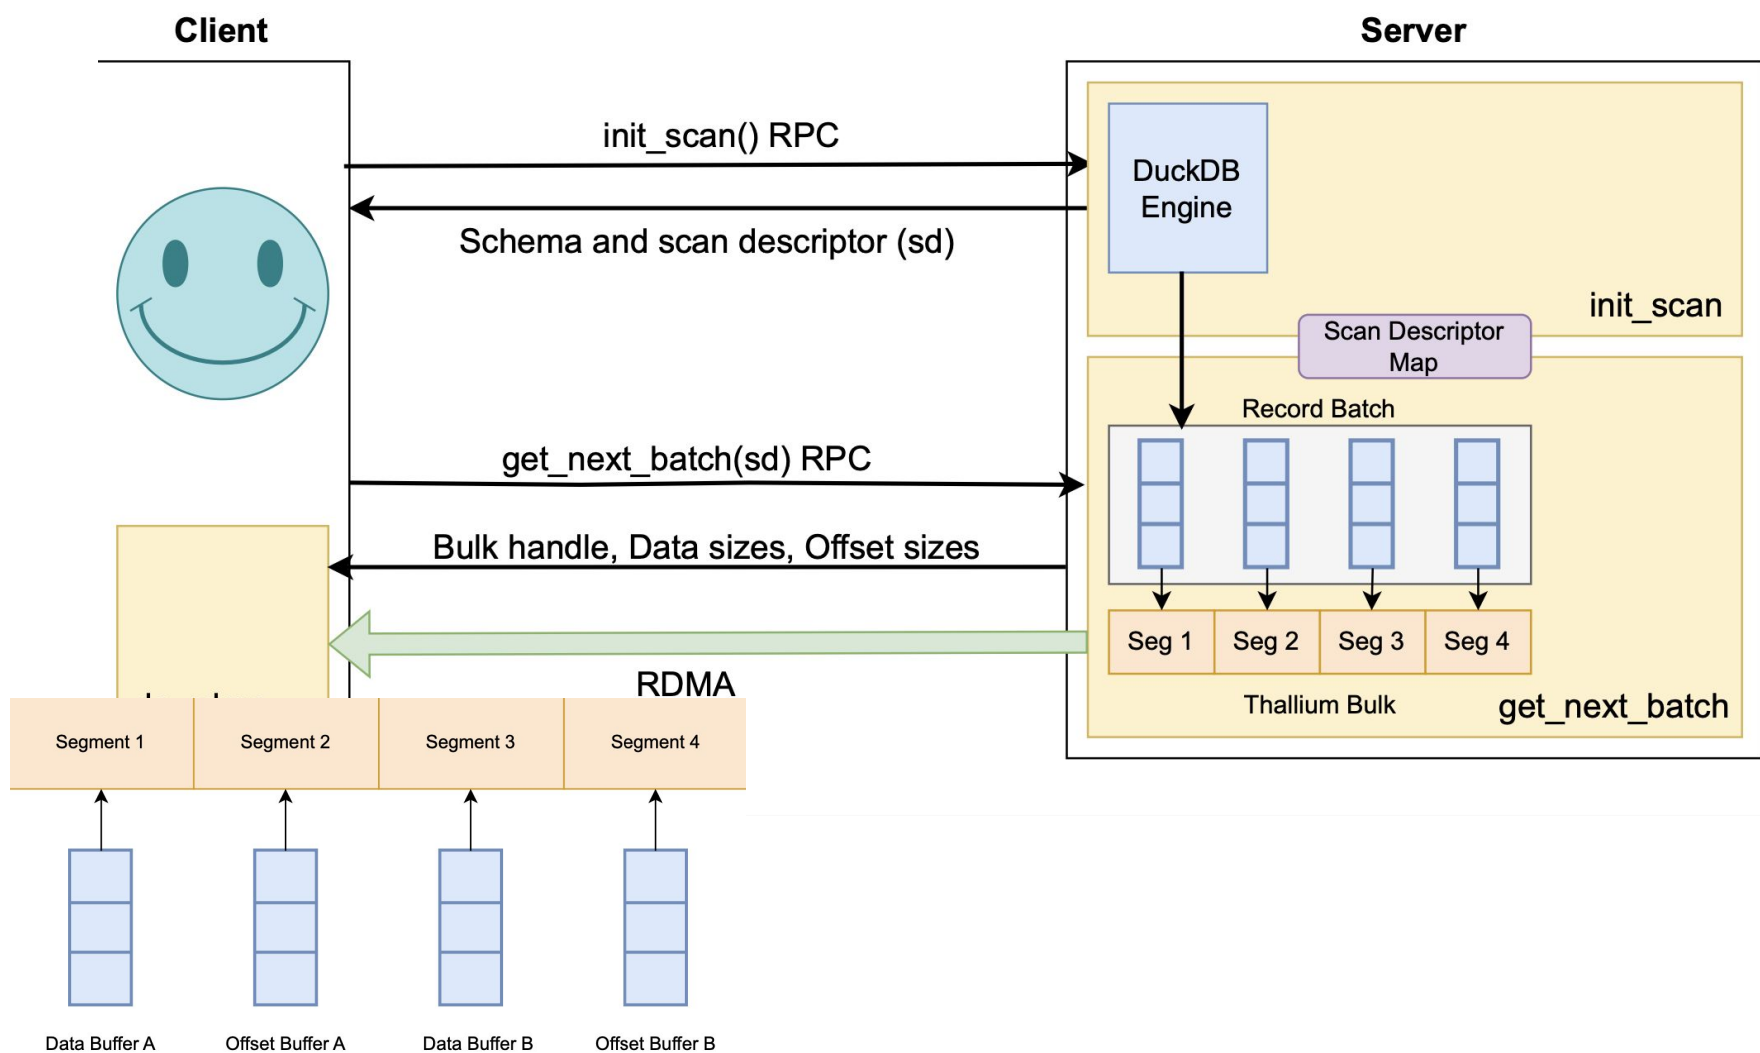 Client
Server
init_scan() RPC
Schema and scan descriptor (sd)
DuckDB
Engine
init_scan
Scan Descriptor
Map
Record Batch
get_next_batch(sd) RPC
Bulk handle, Data sizes, Offset sizes
Seg 1 Seg 2 Seg 3 Seg 4
RDMA
Thallium Bulk
get_next_batch
Segment 1 Segment 2 Segment 3 Segment 4
Data Buffer A Offset Buffer A Data Buffer B Offset Buffer B